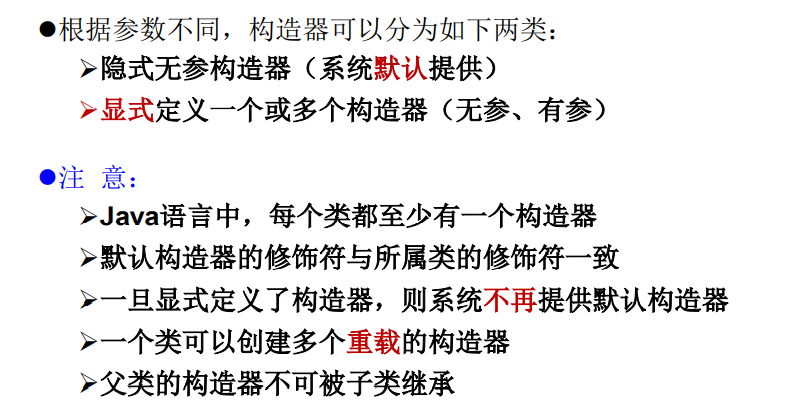 ●根据参数不同，构造器可以分为如下两类：
➢隐式无参构造器（系统默认提供）
➢显式定义一个或多个构造器（无参、有参）
●注 意：
➢Java语言中，每个类都至少有一个构造器
➢默认构造器的修饰符与所属类的修饰符一致
➢一旦显式定义了构造器，则系统不再提供默认构造器
➢一个类可以创建多个重载的构造器
➢父类的构造器不可被子类继承